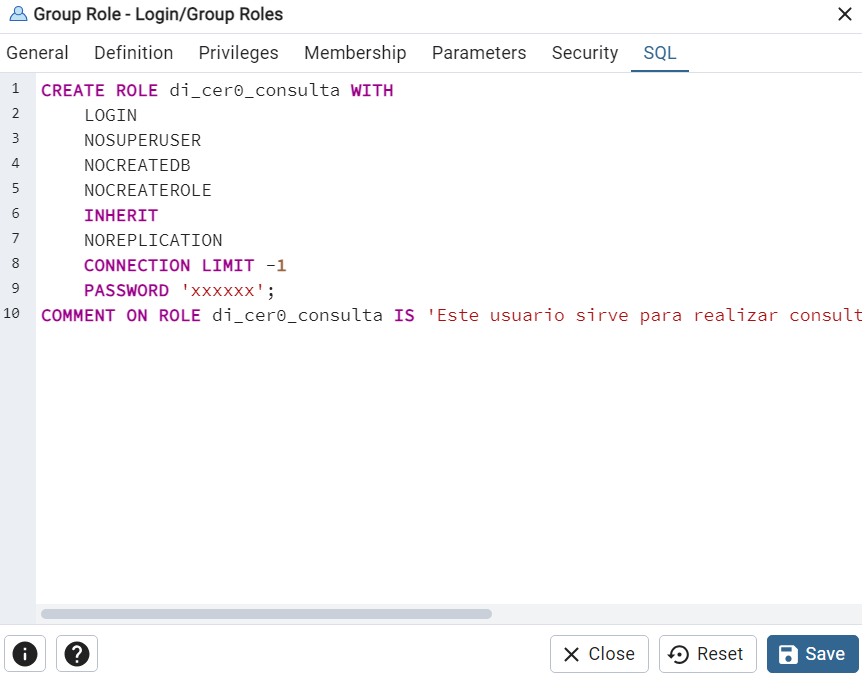 Group Role - Login/Group Roles
General Definition Privileges Membership Parameters Security SQL
1 CREATE ROLE di_cer0_consulta WITH
2 LOGIN
3 NOSUPERUSER
4 NOCREATEDB
5 NOCREATEROLE
6 INHERIT
7 NOREPLICATION
8 CONNECTION LIMIT -1
9 PASSWORD 'xxxxxx';
10 COMMENT ON ROLE di_cer0_consulta IS 'Este usuario sirve para realizar consult
Close Reset Save